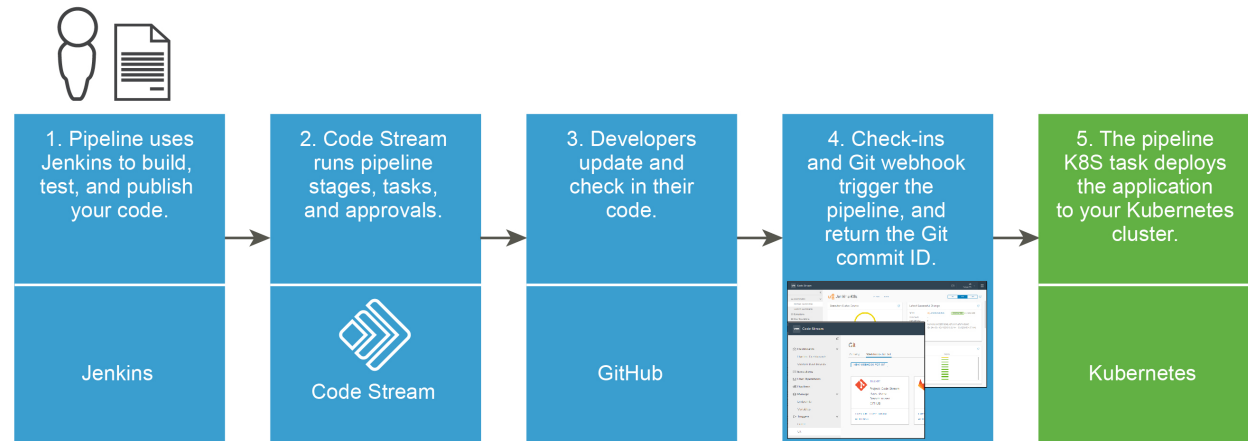 1. Pipeline uses
Jenkins to build,
test, and publish
your code.
2. Code Stream
runs pipeline
stages, tasks,
and approvals.
3. Developers
update and
check in their
code.
4. Check-ins
and Git webhook
trigger the
pipeline, and
return the Git
commit ID.
5. The pipeline
K8S task deploys
the application
to your Kubernetes
cluster.
Jenkins
Code Stream
GitHub
Code Stream
Git
Kubernetes